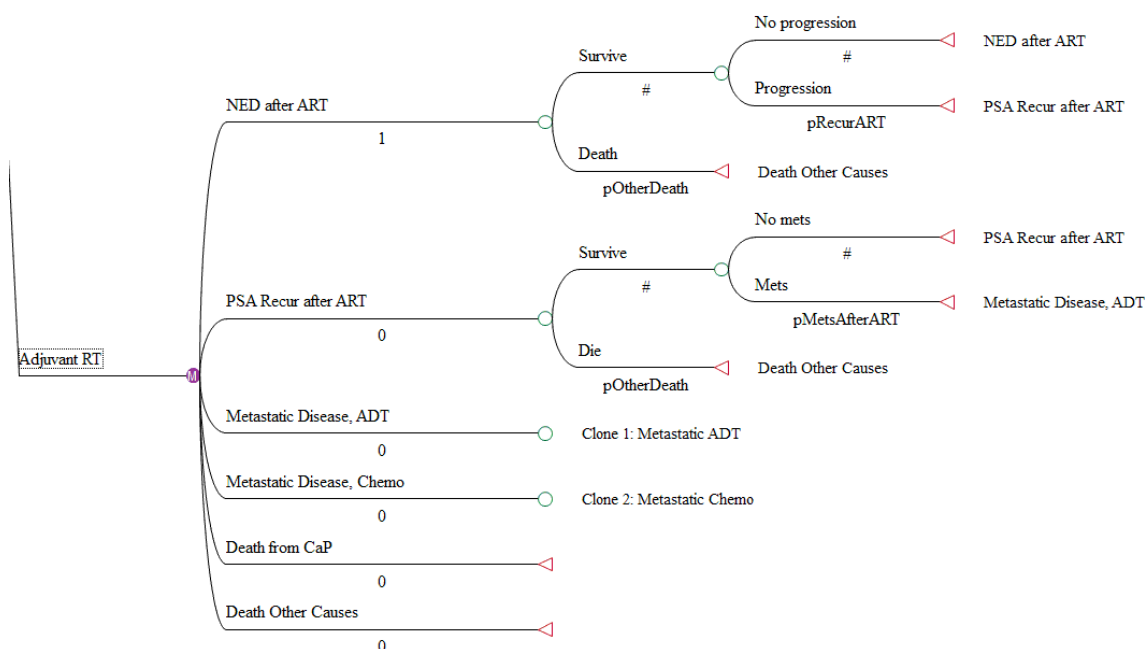 No progression
NED after ART
#
Survive
#
Progression
PSA Recur after ART
pRecurART
NED after ART
1
Death
Death Other Causes
pOtherDeath
No mets
PSA Recur after ART
#
Survive
#
Mets
Metastatic Disease, ADT
pMetsAfterART
PSA Recur after ART
0
Die
Death Other Causes
pOtherDeath
Adjuvant RT
M
Metastatic Disease, ADT
0
Clone 1: Metastatic ADT
Metastatic Disease, Chemo
0
Clone 2: Metastatic Chemo
Death from CaP
0
Death Other Causes
0